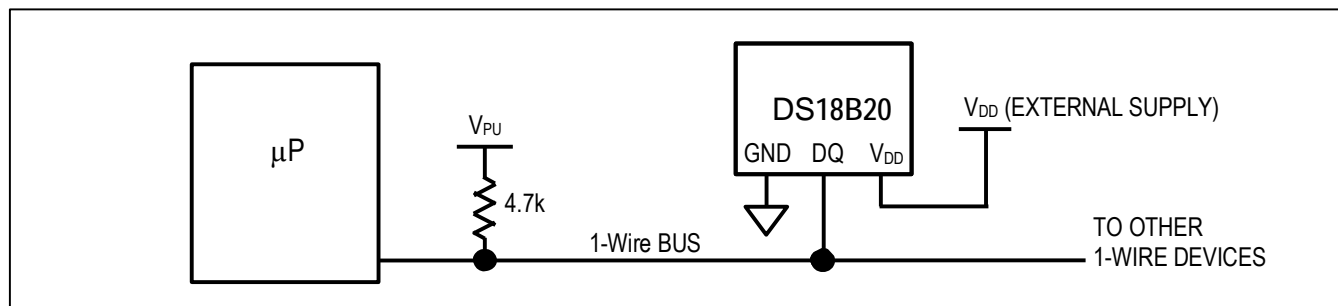 μP
VPU
4.7k
1-Wire BUS
DS18B20
GND DQ VDD
VDD (EXTERNAL SUPPLY)
TO OTHER
1-WIRE DEVICES